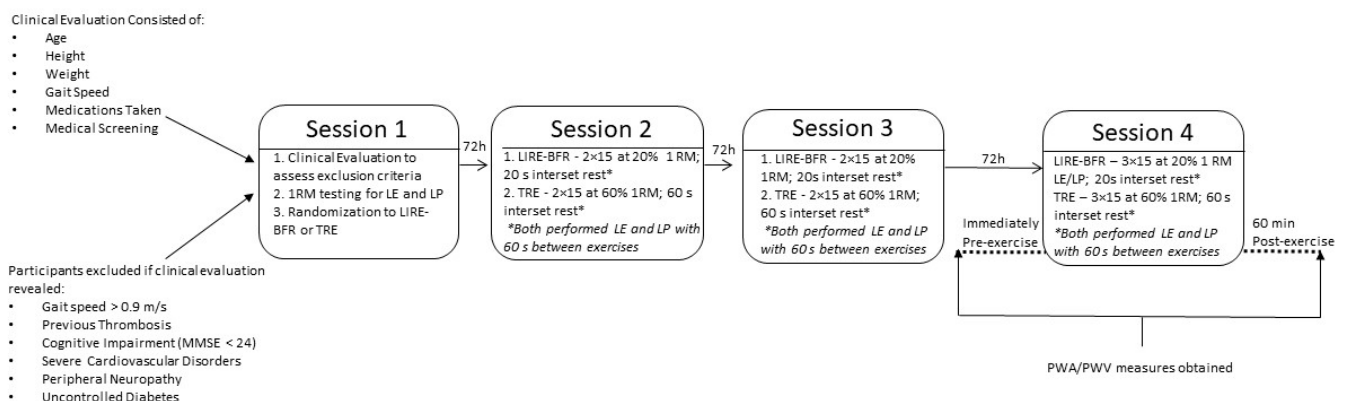 Clinical Evaluation Consisted of:
• Age
• Height
• Weight
• Gait Speed
• Medications Taken
• Medical Screening
Session 1
1. Clinical Evaluation to
assess exclusion criteria
2. 1RM testing for LE and LP
3. Randomization to LIRE-
BFR or TRE
72h
Session 2
1. LIRE-BFR - 2×15 at 20% 1 RM;
20 s interset rest*
2. TRE - 2×15 at 60% 1RM; 60 s
interset rest*
*Both performed LE and LP with
60 s between exercises
72h
Session 3
1. LIRE-BFR - 2×15 at 20%
1RM; 20s interset rest*
2. TRE - 2×15 at 60% 1RM;
60 s interset rest*
*Both performed LE and LP
with 60 s between exercises
72h
Immediately
Pre-exercise
Session 4
LIRE-BFR – 3×15 at 20% 1 RM
LE/LP; 20s interset rest*
TRE – 3×15 at 60% 1RM; 60 s
interset rest*
*Both performed LE and LP
with 60 s between exercises
60 min
Post-exercise
PWA/PWV measures obtained
Participants excluded if clinical evaluation
revealed:
• Gait speed > 0.9 m/s
• Previous Thrombosis
• Cognitive Impairment (MMSE < 24)
• Severe Cardiovascular Disorders
• Peripheral Neuropathy
• Uncontrolled Diabetes